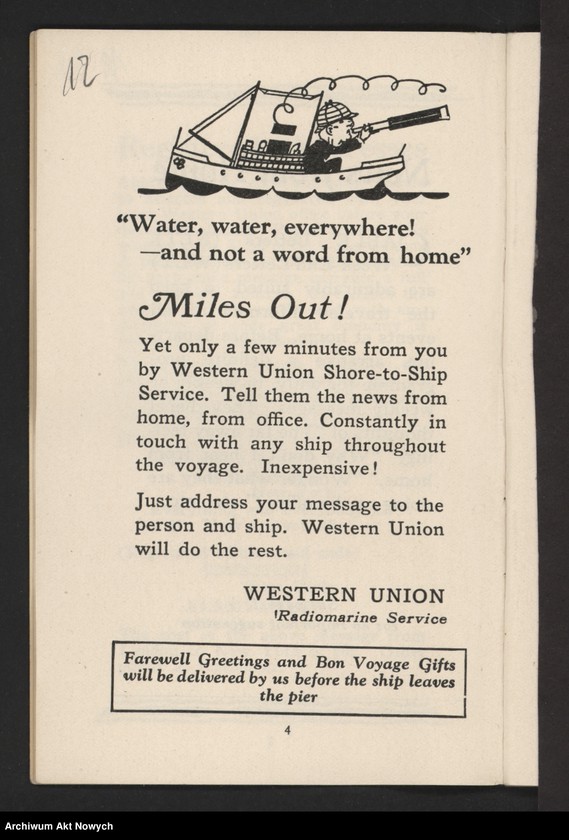 12
“Water, water, everywhere!
—and not a word from home”
Miles Out!
Yet only a few minutes from you
by Western Union Shore-to-Ship
Service. Tell them the news from
home, from office. Constantly in
touch with any ship throughout
the voyage. Inexpensive!
Just address your message to the
person and ship. Western Union
will do the rest.
WESTERN UNION
Radiomarine Service
Farewell Greetings and Bon Voyage Gifts
will be delivered by us before the ship leaves
the pier
4
Archiwum Akt Nowych